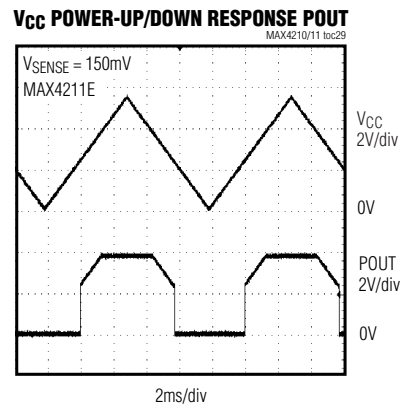 VCC POWER-UP/DOWN RESPONSE POUT
MAX4210/11 toc29
VSENSE = 150mV
MAX4211E
VCC
2V/div
0V
POUT
2V/div
0V
2ms/div